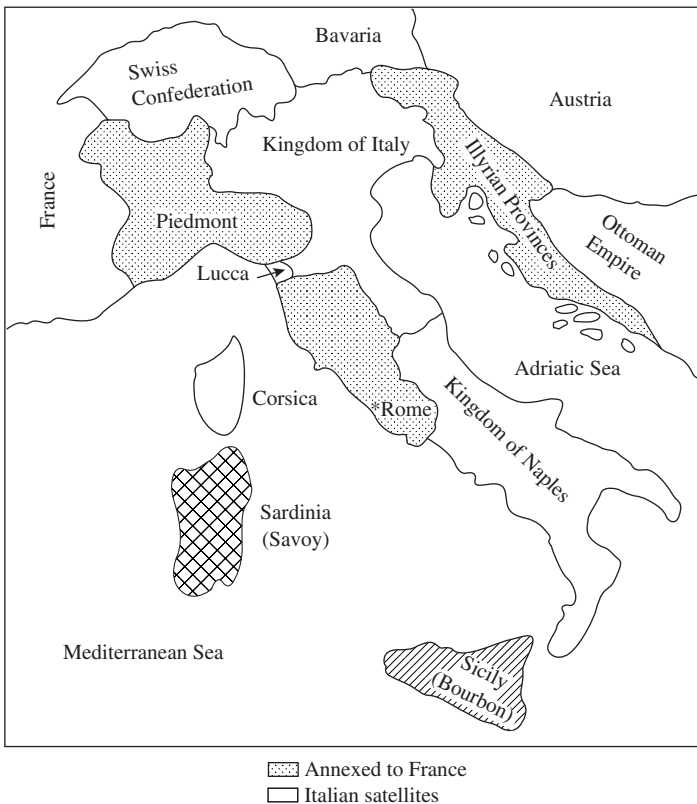 Bavaria
Swiss
Confederation
Austria
Kingdom of Italy
France
Illyrian Provinces
Piedmont
Ottoman
Empire
Lucca
Adriatic Sea
Corsica
*Rome
Kingdom of Naples
Sardinia
(Savoy)
Mediterranean Sea
Sicily
(Bourbon)
Annexed to France
Italian satellites